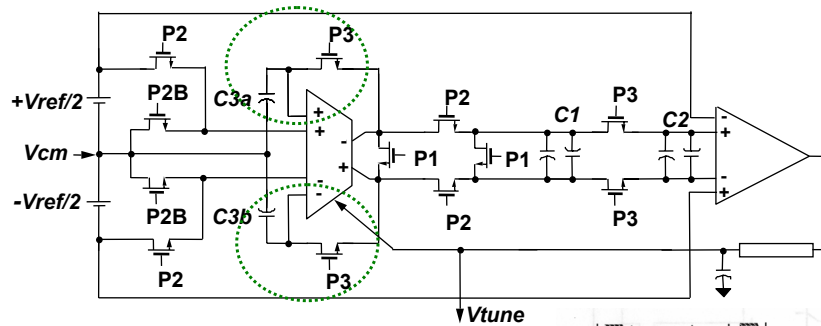 P2
P3
C3a
P2B
P2
P3
+Vref/2
+
+
-
+
-
-
P1
C1
P1
C2
-
+
-
+
Vcm
-Vref/2
P2B
C3b
P2
P2
P3
P3
Vtune